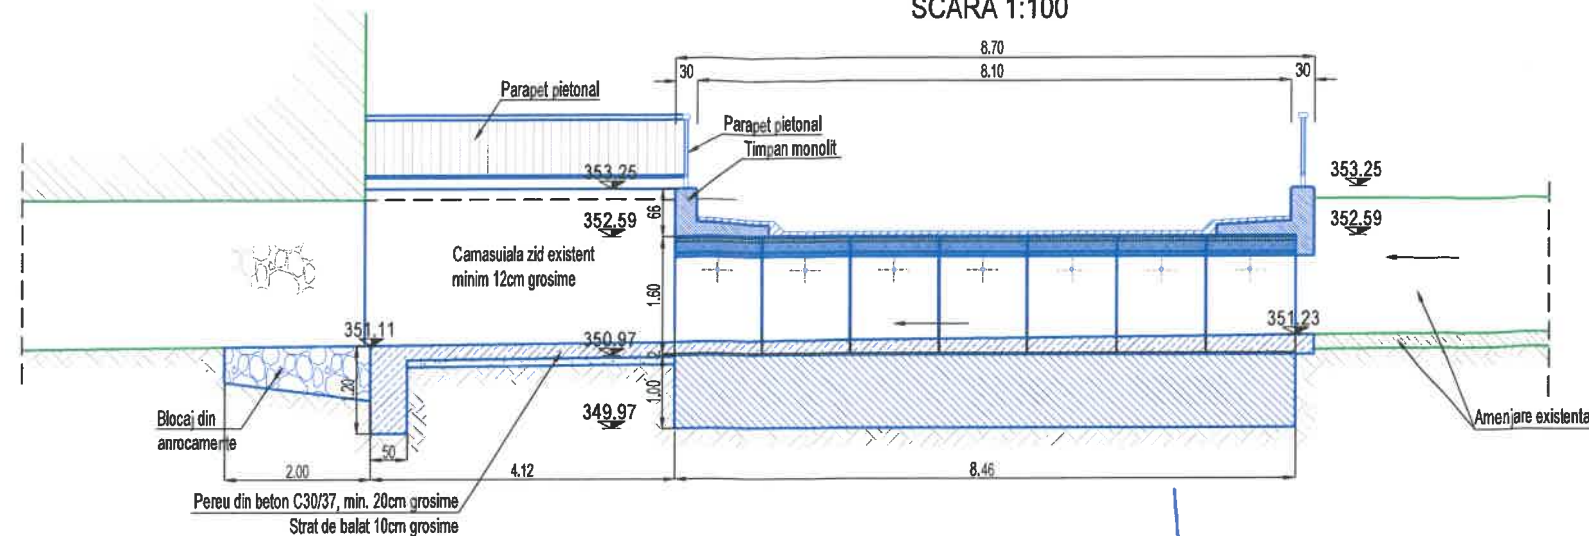 SCARA 1:100
8.70
30
8.10
30
Parapet pietonal
Parapet pietonal
Timpan monolit
353.25
353.25
66
352.59
352.59
Camasuiala zid existent
minim 12cm grosime
1.60
351.11
350.97
351.23
1.00
349.97
Blocaj din
anrocamente
50
2.00
4.12
8.46
Amenjare existenta
Pereu din beton C30/37, min. 20cm grosime
Strat de balat 10cm grosime